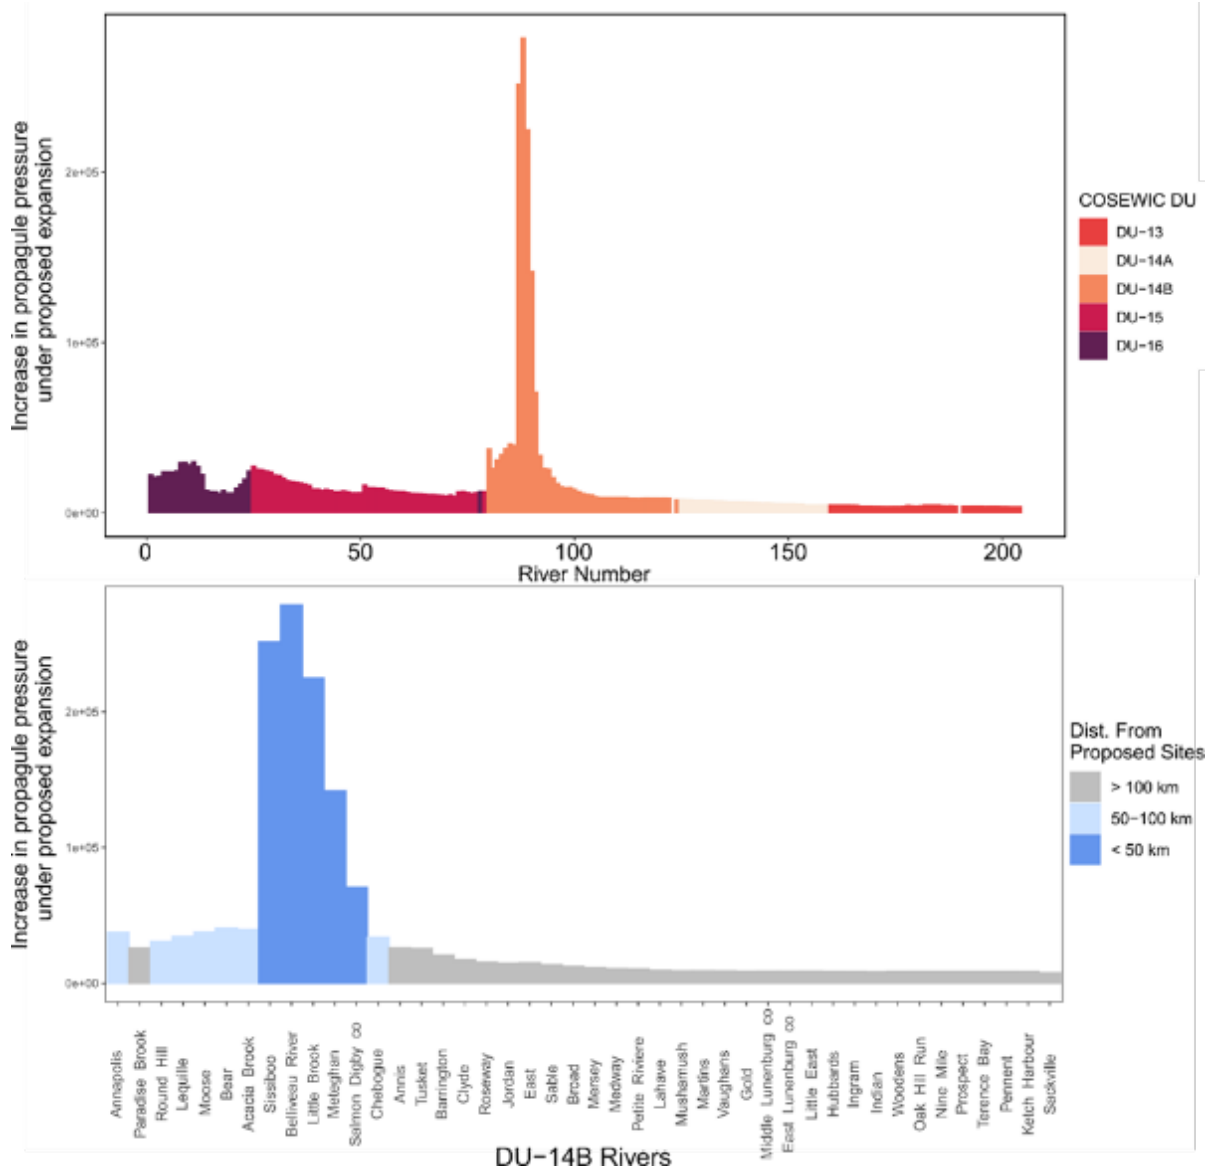 Increase in propagule pressure
under proposed expansion
2e+05
1e+05
0e+00
0
50
100
150
200
River Number
COSEWIC DU
DU-13
DU-14A
DU-14B
DU-15
DU-16
Increase in propagule pressure
under proposed expansion
2e+05
1e+05
0e+00
Dist. From
Proposed Sites
> 100 km
50-100 km
< 50 km
Annapolis
Paradise Brook
Round Hill
Lequille
Moose
Bear
Acacia Brook
Sissiboo
Belliveau River
Little Brook
Meteghan
Salmon Digby co
Chebogue
Annis
Tusket
Barrington
Clyde
Roseway
Jordan
East
Sable
Broad
Mersey
Medway
Petite Riviere
Lahave
Mushamush
Martins
Vaughans
Gold
Middle Lunenburg co
East Lunenburg co
Little East
Hubbards
Ingram
Indian
Woodens
Oak Hill Run
Nine Mile
Prospect
Terence Bay
Pennent
Ketch Harbour
Sackville
DU-14B Rivers